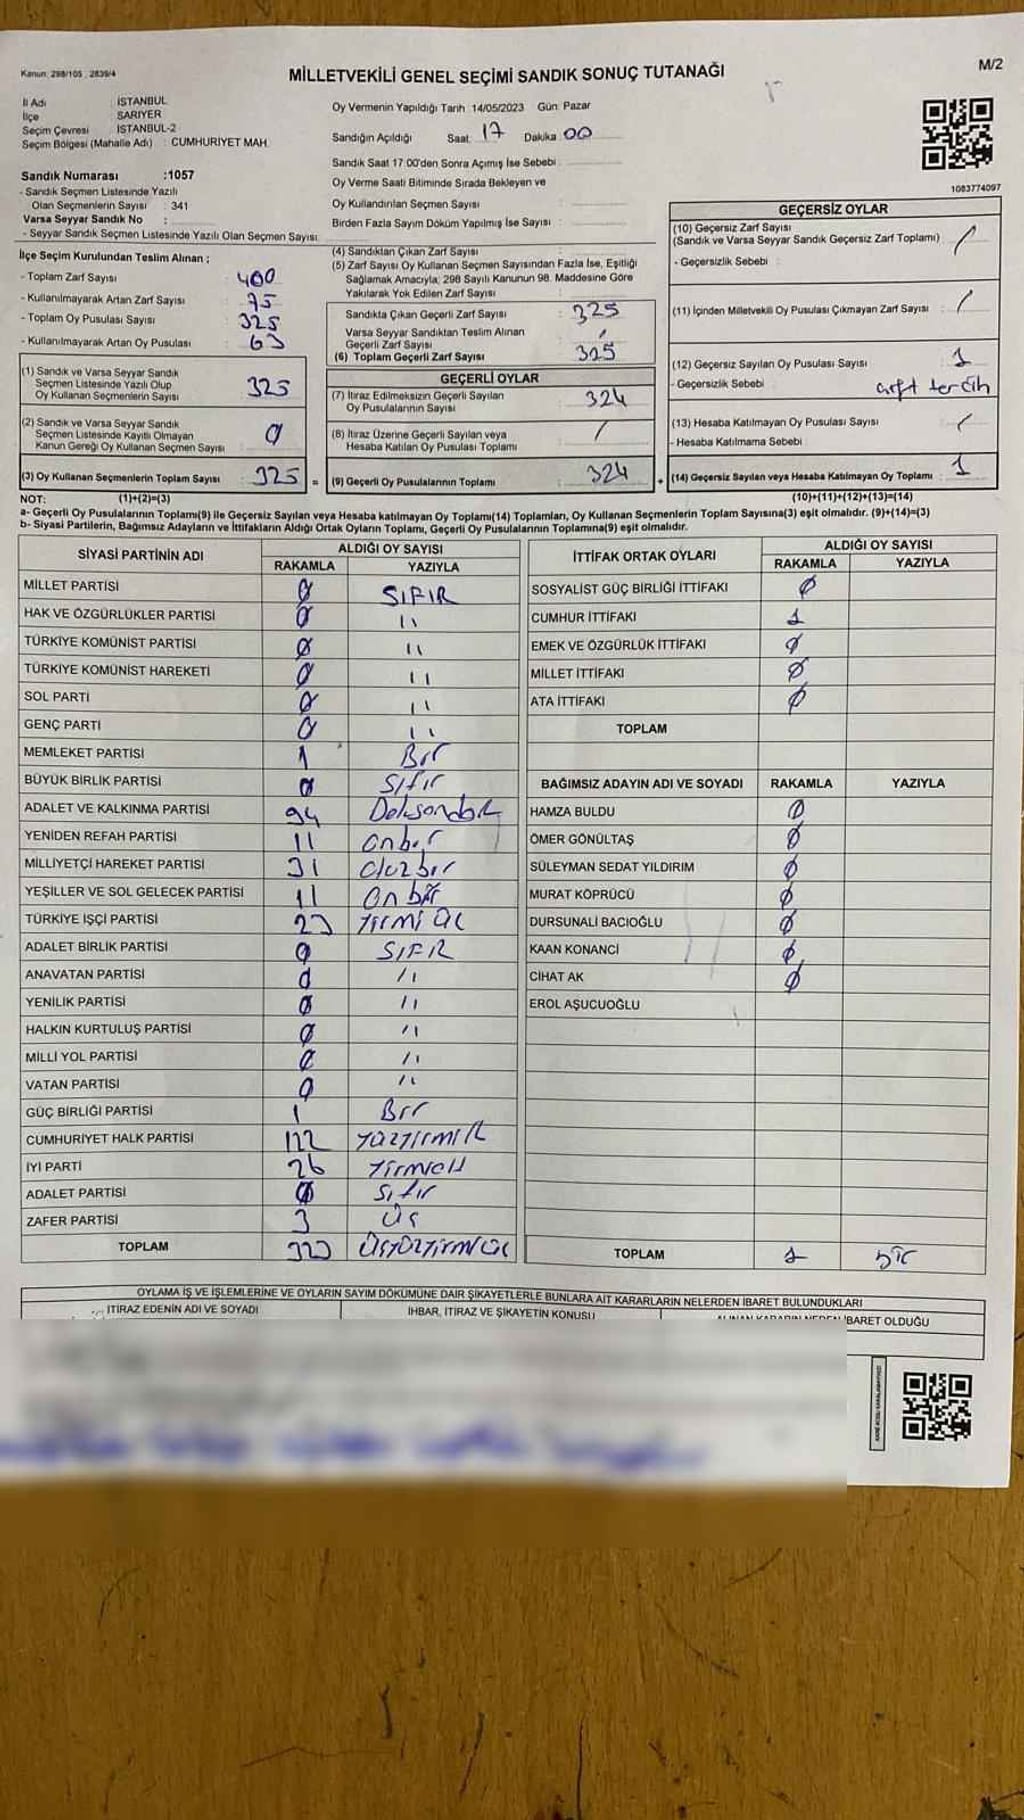 Kanun: 298/105 ; 2839/4
MİLLETVEKİLİ GENEL SEÇİMİ SANDIK SONUÇ TUTANAĞI
M/2
İl Adı : İSTANBUL
İlçe : SARIYER
Seçim Çevresi : İSTANBUL-2
Seçim Bölgesi (Mahalle Adı) : CUMHURİYET MAH.
Sandık Numarası :1057
- Sandık Seçmen Listesinde Yazılı
Olan Seçmenlerin Sayısı : 341
Varsa Seyyar Sandık No :
- Seyyar Sandık Seçmen Listesinde Yazılı Olan Seçmen Sayısı:
Oy Vermenin Yapıldığı Tarih 14/05/2023 Gün: Pazar
Sandığın Açıldığı Saat: 17 Dakika 00
Sandık Saat 17:00'den Sonra Açımış İse Sebebi :
Oy Verme Saati Bitiminde Sırada Bekleyen ve
Oy Kullandırılan Seçmen Sayısı :
Birden Fazla Sayım Döküm Yapılmış İse Sayısı :
1083774097
İlçe Seçim Kurulundan Teslim Alınan ;
- Toplam Zarf Sayısı : 400
- Kullanılmayarak Artan Zarf Sayısı : 75
- Toplam Oy Pusulası Sayısı : 325
- Kullanılmayarak Artan Oy Pusulası : 63
(1) Sandık ve Varsa Seyyar Sandık
Seçmen Listesinde Yazılı Olup
Oy Kullanan Seçmenlerin Sayısı 325
(2) Sandık ve Varsa Seyyar Sandık
Seçmen Listesinde Kayıtlı Olmayan
Kanun Gereği Oy Kullanan Seçmen Sayısı 0
(3) Oy Kullanan Seçmenlerin Toplam Sayısı 325 =
(4) Sandıktan Çıkan Zarf Sayısı :
(5) Zarf Sayısı Oy Kullanan Seçmen Sayısından Fazla İse, Eşitliği
Sağlamak Amacıyla; 298 Sayılı Kanunun 98. Maddesine Göre
Yakılarak Yok Edilen Zarf Sayısı :
Sandıkta Çıkan Geçerli Zarf Sayısı : 325
Varsa Seyyar Sandıktan Teslim Alınan
Geçerli Zarf Sayısı : /
(6) Toplam Geçerli Zarf Sayısı : 325
GEÇERLİ OYLAR
(7) İtiraz Edilmeksizin Geçerli Sayılan
Oy Pusulalarının Sayısı : 324
(8) İtiraz Üzerine Geçerli Sayılan veya
Hesaba Katılan Oy Pusulası Toplamı : /
(9) Geçerli Oy Pusulalarının Toplamı : 324 +
GEÇERSİZ OYLAR
(10) Geçersiz Zarf Sayısı
(Sandık ve Varsa Seyyar Sandık Geçersiz Zarf Toplamı) : /
- Geçersizlik Sebebi :
(11) İçinden Milletvekili Oy Pusulası Çıkmayan Zarf Sayısı : /
(12) Geçersiz Sayılan Oy Pusulası Sayısı : 1
- Geçersizlik Sebebi : çift tercih
(13) Hesaba Katılmayan Oy Pusulası Sayısı : /
- Hesaba Katılmama Sebebi :
(14) Geçersiz Sayılan veya Hesaba Katılmayan Oy Toplamı : 1
NOT: (1)+(2)=(3) (10)+(11)+(12)+(13)=(14)
a- Geçerli Oy Pusulalarının Toplamı(9) ile Geçersiz Sayılan veya Hesaba katılmayan Oy Toplamı(14) Toplamları, Oy Kullanan Seçmenlerin Toplam Sayısına(3) eşit olmalıdır. (9)+(14)=(3)
b- Siyasi Partilerin, Bağımsız Adayların ve İttifakların Aldığı Ortak Oyların Toplamı, Geçerli Oy Pusulalarının Toplamına(9) eşit olmalıdır.
SİYASİ PARTİNİN ADI ALDIĞI OY SAYISI
RAKAMLA YAZIYLA
MİLLET PARTİSİ 0 SIFIR
HAK VE ÖZGÜRLÜKLER PARTİSİ 0 "
TÜRKİYE KOMÜNİST PARTİSİ 0 "
TÜRKİYE KOMÜNİST HAREKETİ 0 "
SOL PARTİ 0 "
GENÇ PARTİ 0 "
MEMLEKET PARTİSİ 1 Bir
BÜYÜK BİRLİK PARTİSİ 0 Sıfır
ADALET VE KALKINMA PARTİSİ 94
YENİDEN REFAH PARTİSİ 11 onbir
MİLLİYETÇİ HAREKET PARTİSİ 31 otuzbir
YEŞİLLER VE SOL GELECEK PARTİSİ 11 On bir
TÜRKİYE İŞÇİ PARTİSİ 23 Yirmi üç
ADALET BİRLİK PARTİSİ 0 SIFIR
ANAVATAN PARTİSİ 0 "
YENİLİK PARTİSİ 0 "
HALKIN KURTULUŞ PARTİSİ 0 "
MİLLİ YOL PARTİSİ 0 "
VATAN PARTİSİ 0 "
GÜÇ BİRLİĞİ PARTİSİ 1 Bir
CUMHURİYET HALK PARTİSİ 122 Yüzyirmiik
İYİ PARTİ 26 Yirmialtı
ADALET PARTİSİ 0 Sıfır
ZAFER PARTİSİ 3 Üç
TOPLAM 323 Üçyüzyirmiüç
İTTİFAK ORTAK OYLARI ALDIĞI OY SAYISI
RAKAMLA YAZIYLA
SOSYALİST GÜÇ BİRLİĞİ İTTİFAKI 0
CUMHUR İTTİFAKI 1
EMEK VE ÖZGÜRLÜK İTTİFAKI 0
MİLLET İTTİFAKI 0
ATA İTTİFAKI 0
TOPLAM
BAĞIMSIZ ADAYIN ADI VE SOYADI RAKAMLA YAZIYLA
HAMZA BULDU 0
ÖMER GÖNÜLTAŞ 0
SÜLEYMAN SEDAT YILDIRIM 0
MURAT KÖPRÜCÜ 0
DURSUNALİ BACIOĞLU 0
KAAN KONANCİ 0
CİHAT AK 0
EROL AŞUCUOĞLU
TOPLAM 1 bir
OYLAMA İŞ VE İŞLEMLERİNE VE OYLARIN SAYIM DÖKÜMÜNE DAİR ŞİKAYETLERLE BUNLARA AİT KARARLARIN NELERDEN İBARET BULUNDUKLARI
İTİRAZ EDENİN ADI VE SOYADI İHBAR, İTİRAZ VE ŞİKAYETİN KONUSU ALINAN KARARIN NEDEN İBARET OLDUĞU